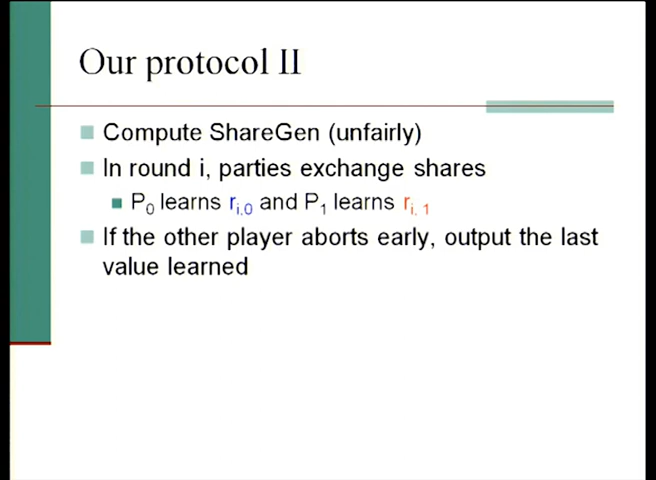 Our protocol II
Compute ShareGen (unfairly)
In round i, parties exchange shares
P0 learns ri,0 and P1 learns ri, 1
If the other player aborts early, output the last
value learned